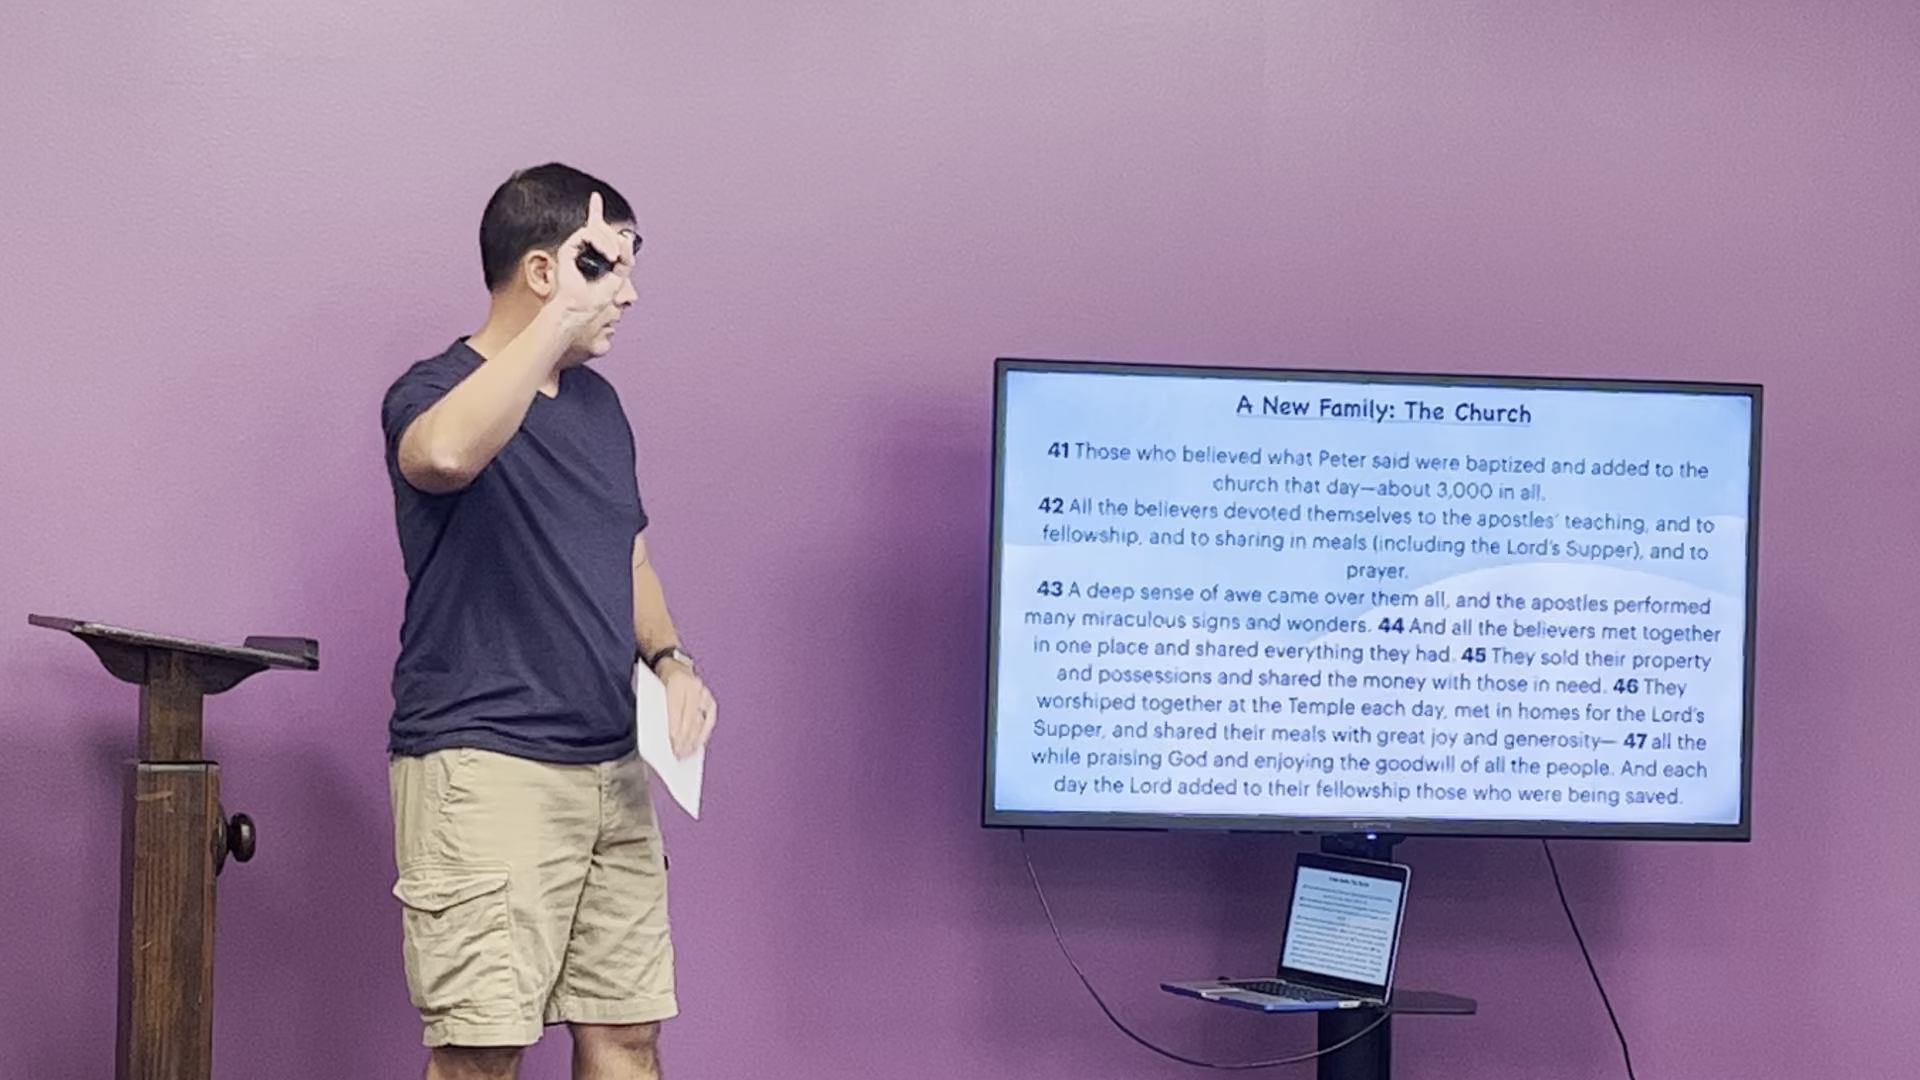 A New Family: The Church
41 Those who believed what Peter said were baptized and added to the
church that day—about 3,000 in all.
42 All the believers devoted themselves to the apostles' teaching, and to
fellowship, and to sharing in meals (including the Lord's Supper), and to
prayer.
43 A deep sense of awe came over them all, and the apostles performed
many miraculous signs and wonders. 44 And all the believers met together
in one place and shared everything they had. 45 They sold their property
and possessions and shared the money with those in need. 46 They
worshiped together at the Temple each day, met in homes for the Lord's
Supper, and shared their meals with great joy and generosity— 47 all the
while praising God and enjoying the goodwill of all the people. And each
day the Lord added to their fellowship those who were being saved.